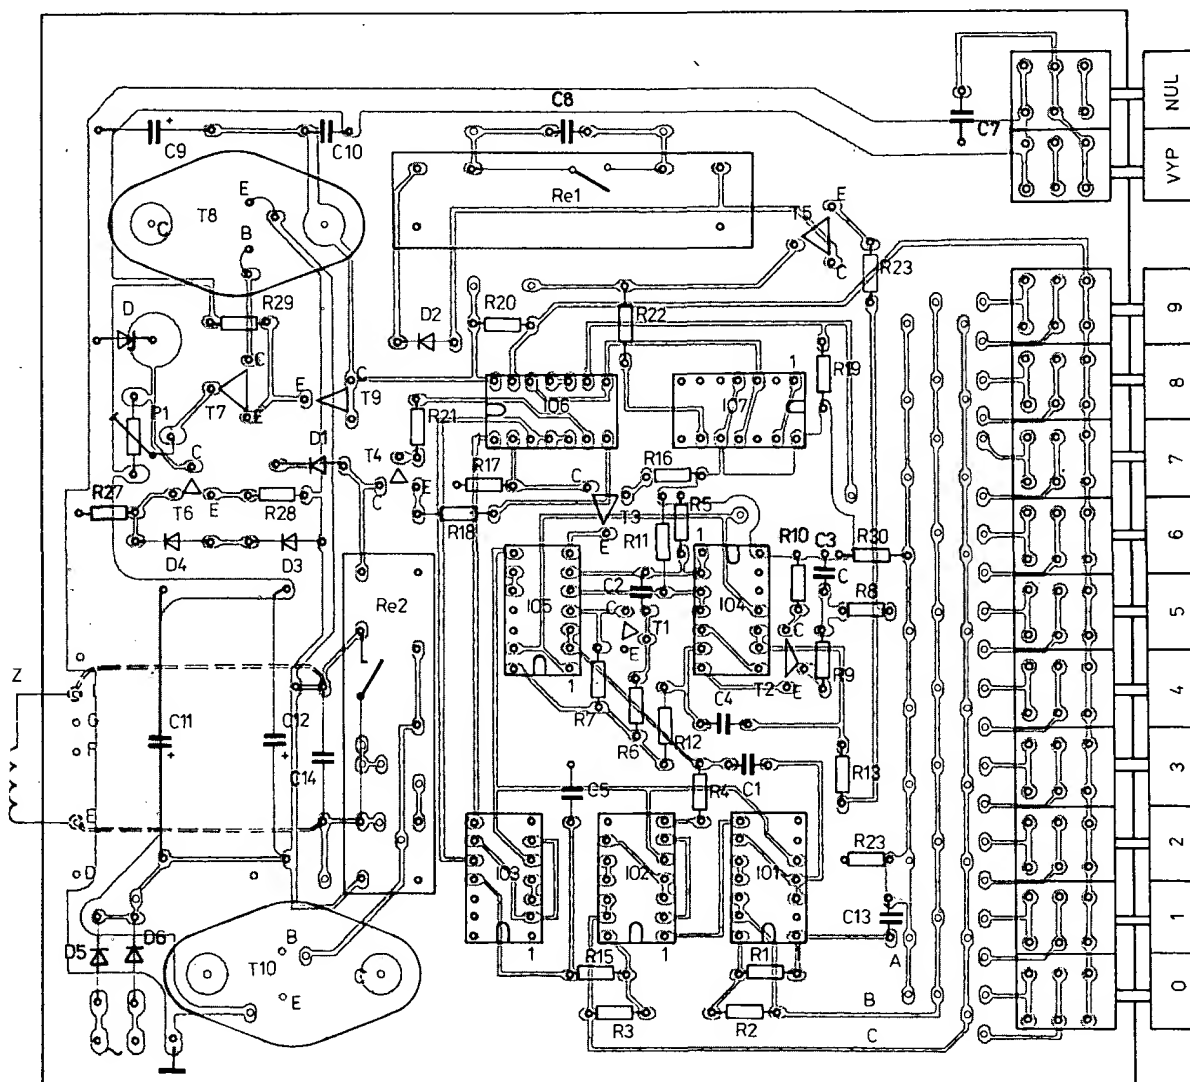 C8
C7
NUL
C9
C10
VYP
Re1
E
T8
C
B
T5
E
C
R23
R29
D
D2
R20
R22
9
P1
T7
C
E
E
C
T9
R21
IO6
1
IO7
R19
8
D1
T4
R17
C
R16
7
C
R27
T6
E
R28
C
E
R18
T3
E
R5
R11
1
R10
C3
R30
6
D4
D3
Re2
IO5
C2
IO4
C
R8
5
C
T1
E
C
T2
E
R9
Z
1
R7
R6
R12
C4
4
G
F
C11
C12
C14
C5
R4
C1
R13
3
E
IO3
IO2
IO1
R23
2
D
C13
D5
D6
B
T10
E
C
1
R15
1
R1
1
A
1
R3
R2
B
C
0